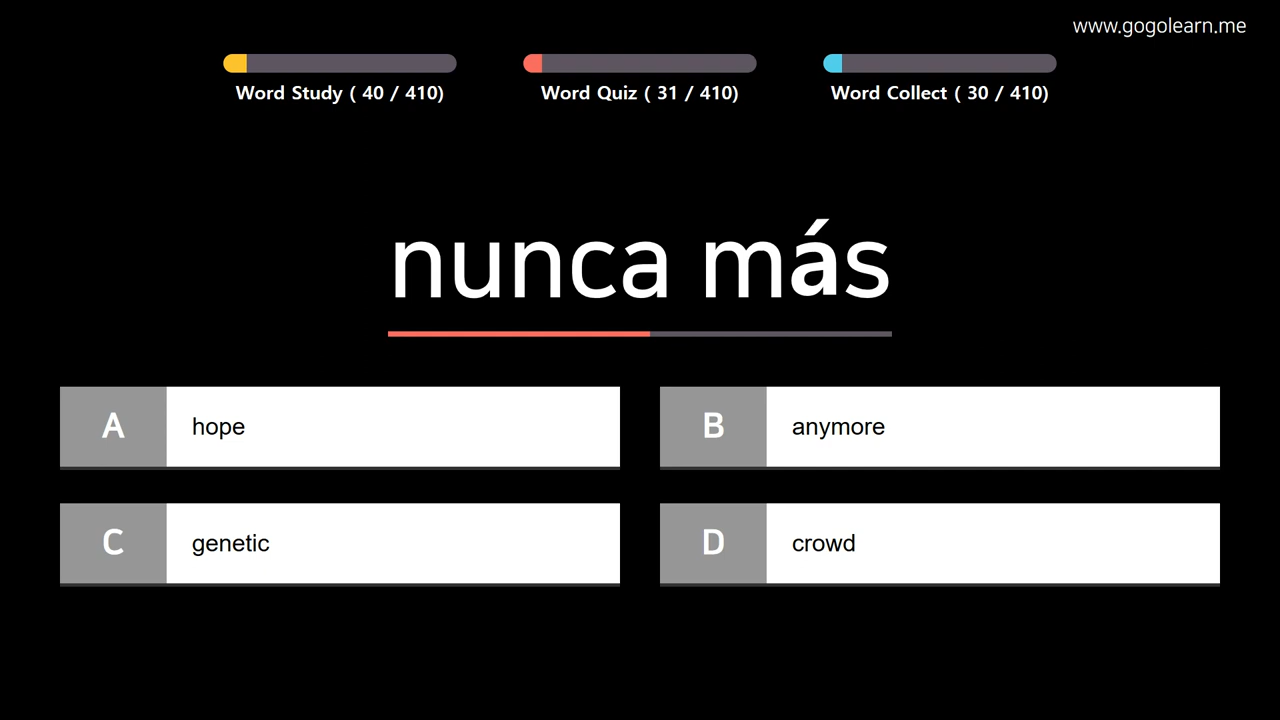 www.gogolearn.me
Word Study ( 40 / 410)
Word Quiz ( 31 / 410)
Word Collect ( 30 / 410)
nunca más
A hope
B anymore
C genetic
D crowd